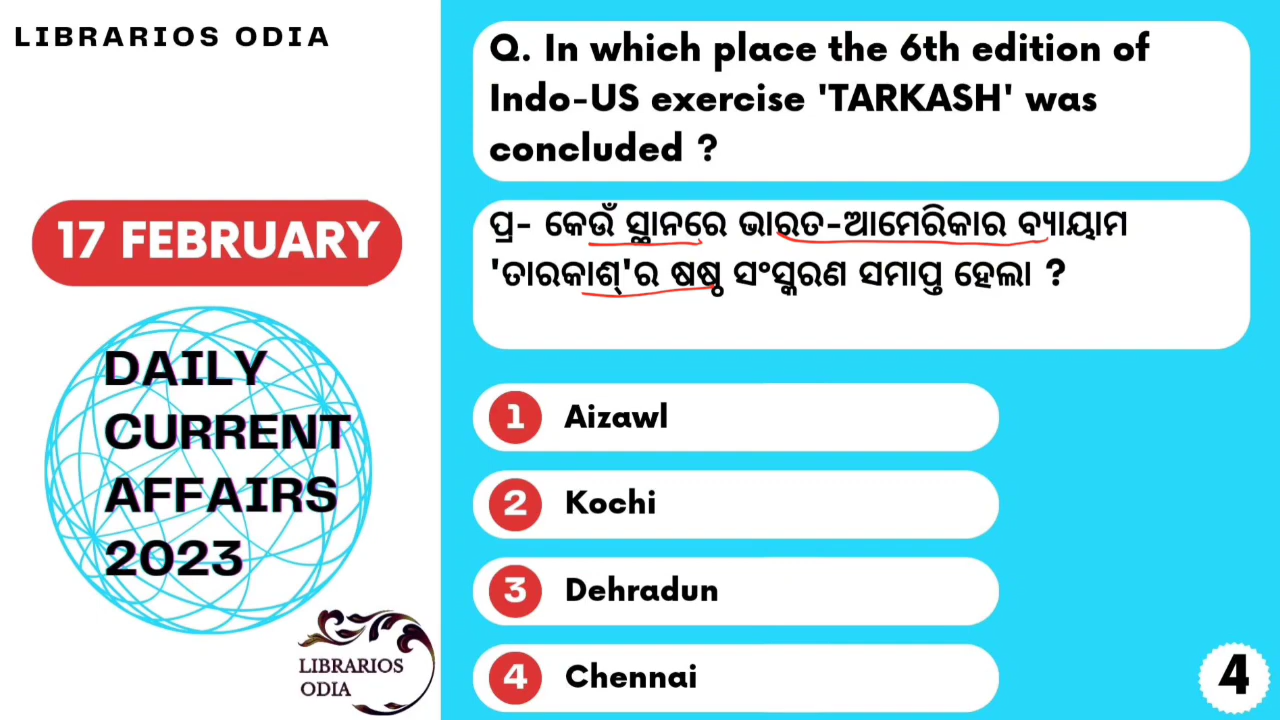 LIBRARIOS ODIA
17 FEBRUARY
DAILY
CURRENT
AFFAIRS
2023
LIBRARIOS
ODIA
Q. In which place the 6th edition of
Indo-US exercise 'TARKASH' was
concluded ?
ପ୍ର- କେଉଁ ସ୍ଥାନରେ ଭାରତ-ଆମେରିକାର ବ୍ୟାୟାମ
'ତାରକାଶ୍'ର ଷଷ୍ଠ ସଂସ୍କରଣ ସମାପ୍ତ ହେଲା ?
1 Aizawl
2 Kochi
3 Dehradun
4 Chennai
4